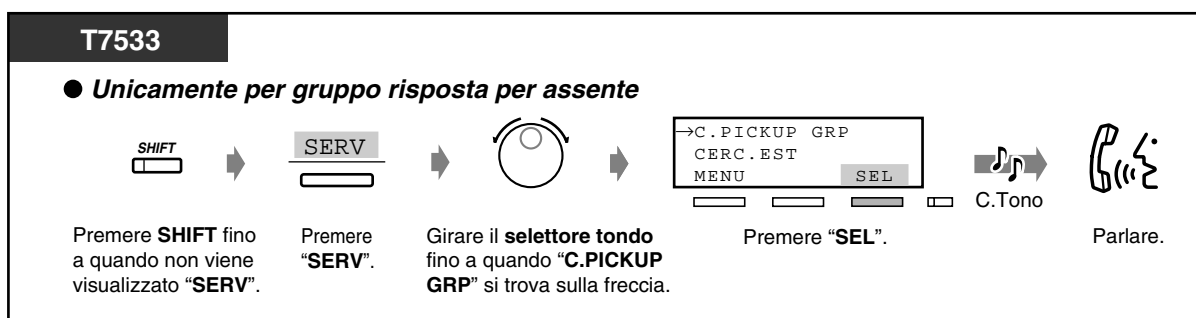 T7533
● Unicamente per gruppo risposta per assente
SHIFT
SERV
→C.PICKUP GRP
CERC.EST
MENU SEL
C.Tono
Premere SHIFT fino
a quando non viene
visualizzato “SERV”.
Premere
“SERV”.
Girare il selettore tondo
fino a quando “C.PICKUP
GRP” si trova sulla freccia.
Premere “SEL”.
Parlare.